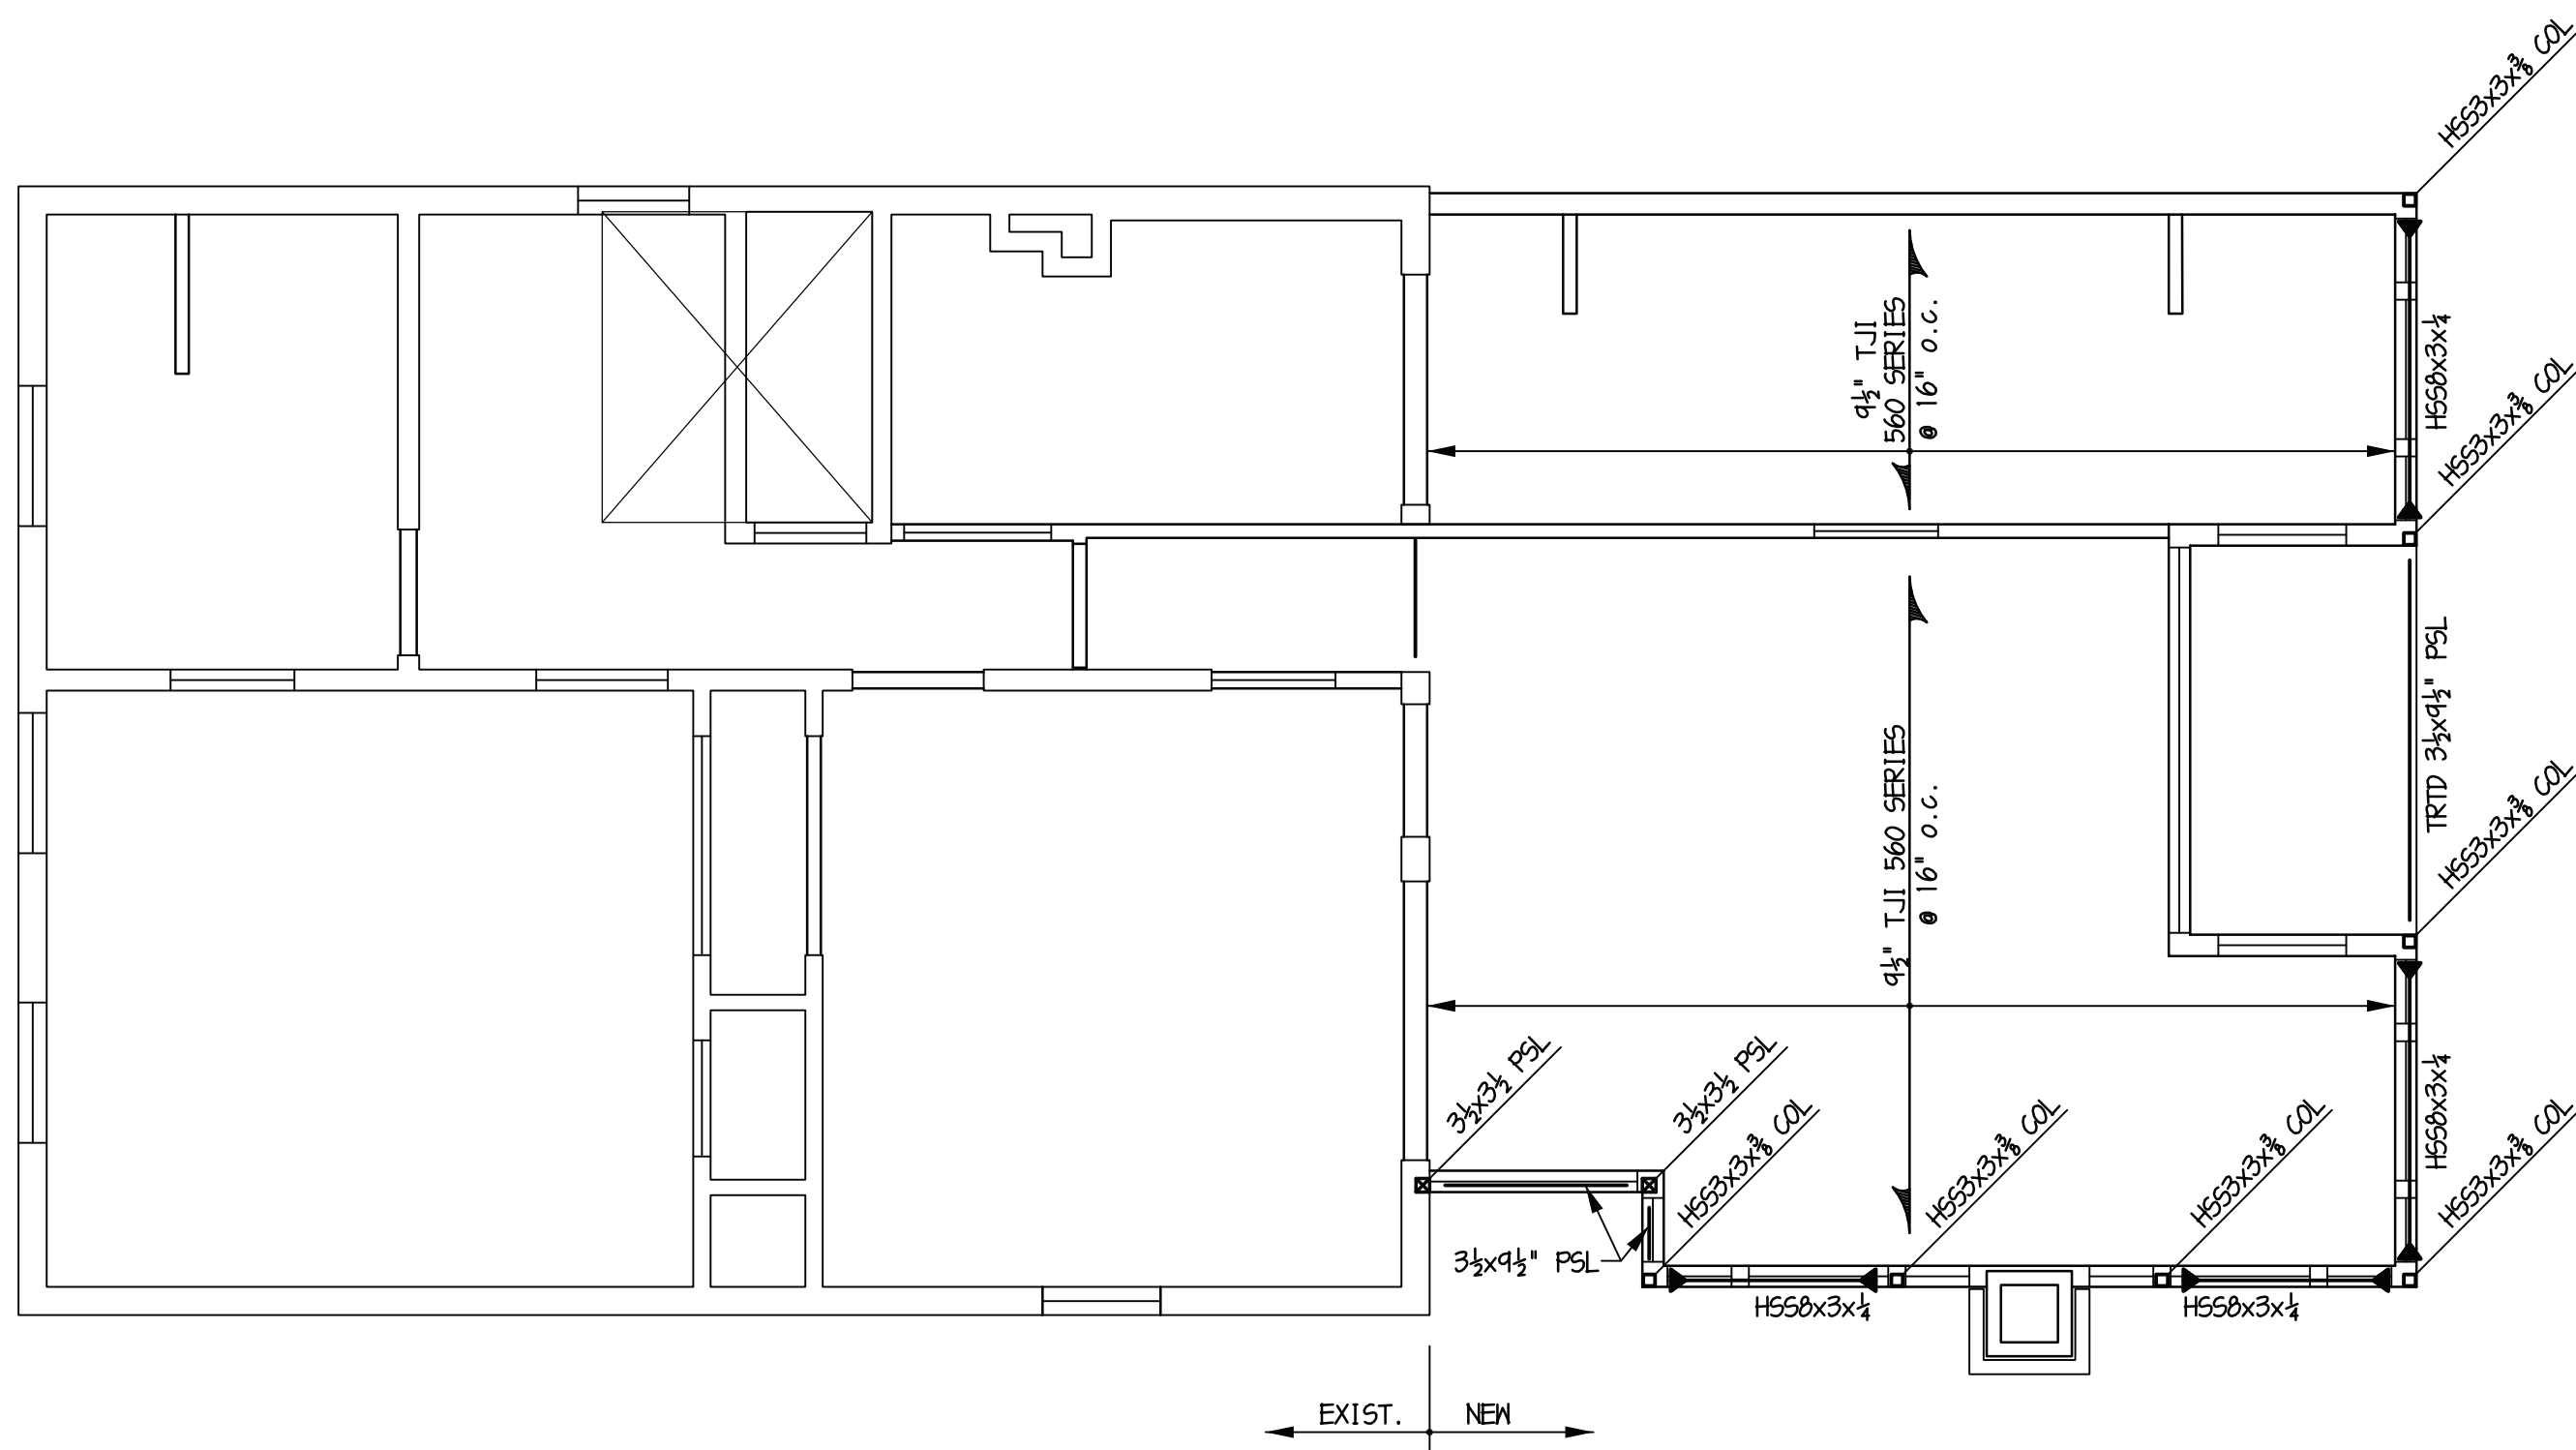 HSS3x3x⅜ COL
9½" TJI
560 SERIES
@ 16" o.c.
HSS8x3x¼
HSS3x3x⅜ COL
TRTD 3½x9½" PSL
9½" TJI 560 SERIES
@ 16" o.c.
HSS3x3x⅜ COL
3½x3½ PSL
3½x3½ PSL
HSS3x3x⅜ COL
HSS3x3x⅜ COL
HSS3x3x⅜ COL
HSS8x3x¼
HSS3x3x⅜ COL
3½x9½" PSL
HSS8x3x¼
HSS8x3x¼
EXIST.
NEW